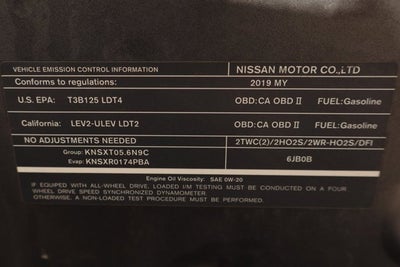 VEHICLE EMISSION CONTROL INFORMATION NISSAN MOTOR CO.,LTD
Conforms to regulations: 2019 MY
U.S. EPA: T3B125 LDT4 OBD:CA OBD II FUEL:Gasoline
California: LEV2-ULEV LDT2 OBD:CA OBD II FUEL:Gasoline
NO ADJUSTMENTS NEEDED 2TWC(2)/2HO2S/2WR-HO2S/DFI
Group: KNSXT05.6N9C
Evap: KNSXR0174PBA 6JB0B
Engine Oil Viscosity: SAE 0W-20
IF EQUIPED WITH ALL-WHEEL DRIVE, LOADED I/M TESTING MUST BE CONDUCTED ON A FOUR
WHEEL DRIVE SPEED SYNCHRONIZED DYNAMOMETER.
OTHERWISE, A NON-LOADED TEST PROCEDURE MUST BE PERFORMED.